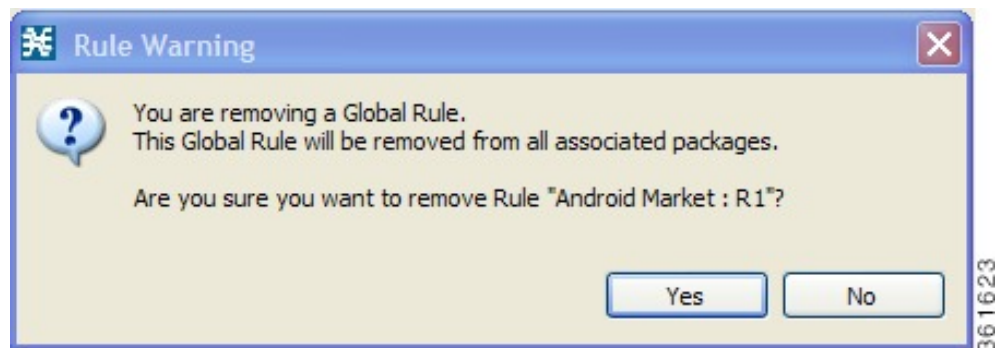 Rule Warning
You are removing a Global Rule.
This Global Rule will be removed from all associated packages.
Are you sure you want to remove Rule "Android Market : R1"?
Yes
No
361623